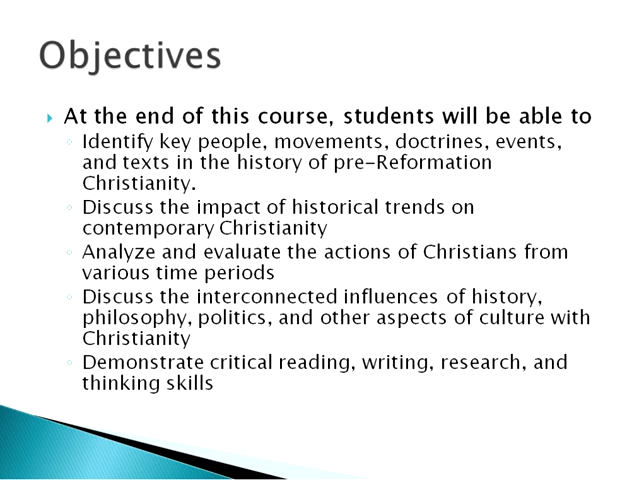 Objectives
At the end of this course, students will be able to
Identify key people, movements, doctrines, events,
and texts in the history of pre-Reformation
Christianity.
Discuss the impact of historical trends on
contemporary Christianity
Analyze and evaluate the actions of Christians from
various time periods
Discuss the interconnected influences of history,
philosophy, politics, and other aspects of culture with
Christianity
Demonstrate critical reading, writing, research, and
thinking skills